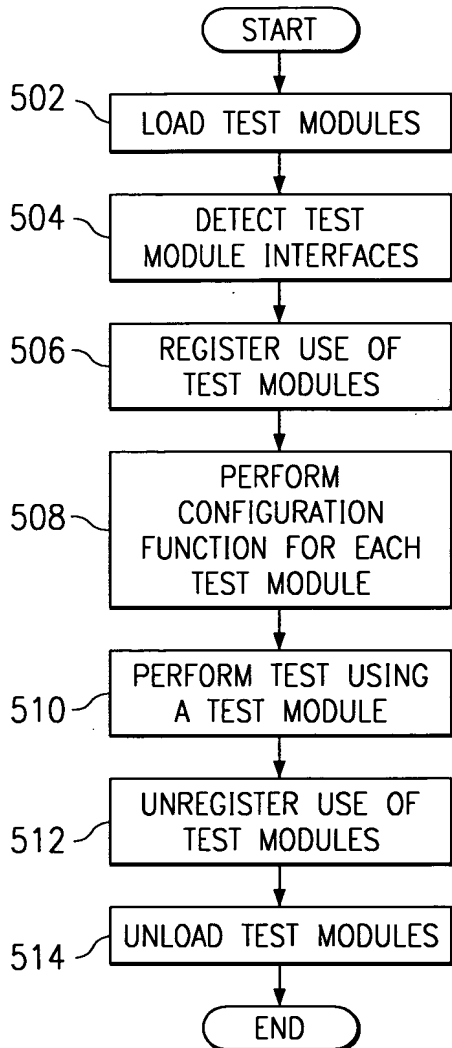 START
502
LOAD TEST MODULES
504
DETECT TEST
MODULE INTERFACES
506
REGISTER USE OF
TEST MODULES
508
PERFORM
CONFIGURATION
FUNCTION FOR EACH
TEST MODULE
510
PERFORM TEST USING
A TEST MODULE
512
UNREGISTER USE OF
TEST MODULES
514
UNLOAD TEST MODULES
END